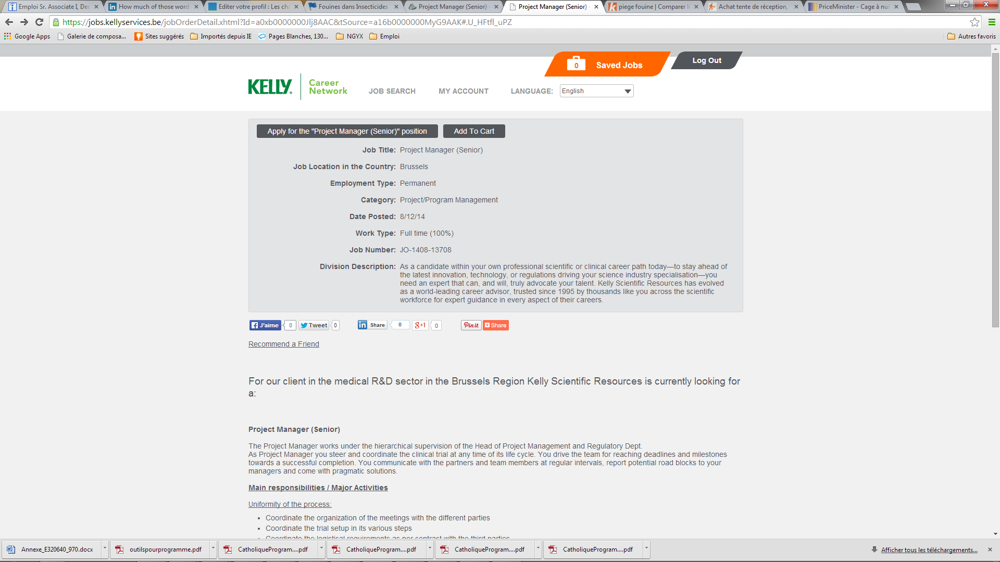 Emploi Sr. Associate I, Dec
How much of those word
Editer votre profil : Les cha
Fouines dans Insecticides
Project Manager (Senior) -
Project Manager (Senior) -
piege fouine | Comparer le
Achat tente de réception,
PriceMinister - Cage à nui
https://jobs.kellyservices.be/jobOrderDetail.xhtml?Id=a0xb0000000Jlj8AAC&tSource=a16b0000000MyG9AAK#.U_HFtfl_uPZ
Google Apps
Galerie de composa...
Sites suggérés
Importés depuis IE
Pages Blanches, 130...
NGYX
Emploi
Autres favoris
0 Saved Jobs
Log Out
KELLY. Career Network
JOB SEARCH
MY ACCOUNT
LANGUAGE: English
Apply for the "Project Manager (Senior)" position
Add To Cart
Job Title: Project Manager (Senior)
Job Location in the Country: Brussels
Employment Type: Permanent
Category: Project/Program Management
Date Posted: 8/12/14
Work Type: Full time (100%)
Job Number: JO-1408-13708
Division Description: As a candidate within your own professional scientific or clinical career path today—to stay ahead of
the latest innovation, technology, or regulations driving your science industry specialisation—you
need an expert that can, and will, truly advocate your talent. Kelly Scientific Resources has evolved
as a world-leading career advisor, trusted since 1995 by thousands like you across the scientific
workforce for expert guidance in every aspect of their careers.
J'aime 0 Tweet 0 in Share 0 g+1 0 Pin it Share
Recommend a Friend
For our client in the medical R&D sector in the Brussels Region Kelly Scientific Resources is currently looking for
a:
Project Manager (Senior)
The Project Manager works under the hierarchical supervision of the Head of Project Management and Regulatory Dept.
As Project Manager you steer and coordinate the clinical trial at any time of its life cycle. You drive the team for reaching deadlines and milestones
towards a successful completion. You communicate with the partners and team members at regular intervals, report potential road blocks to your
managers and come with pragmatic solutions.
Main responsibilities / Major Activities
Uniformity of the process:
• Coordinate the organization of the meetings with the different parties
• Coordinate the trial setup in its various steps
• Coordinate the logistical requirements as per contract with the third parties
Annexe_E320640_970.docx
outilspourprogramme.pdf
CatholiqueProgram....pdf
CatholiqueProgram....pdf
CatholiqueProgram....pdf
CatholiqueProgram....pdf
Afficher tous les téléchargements...